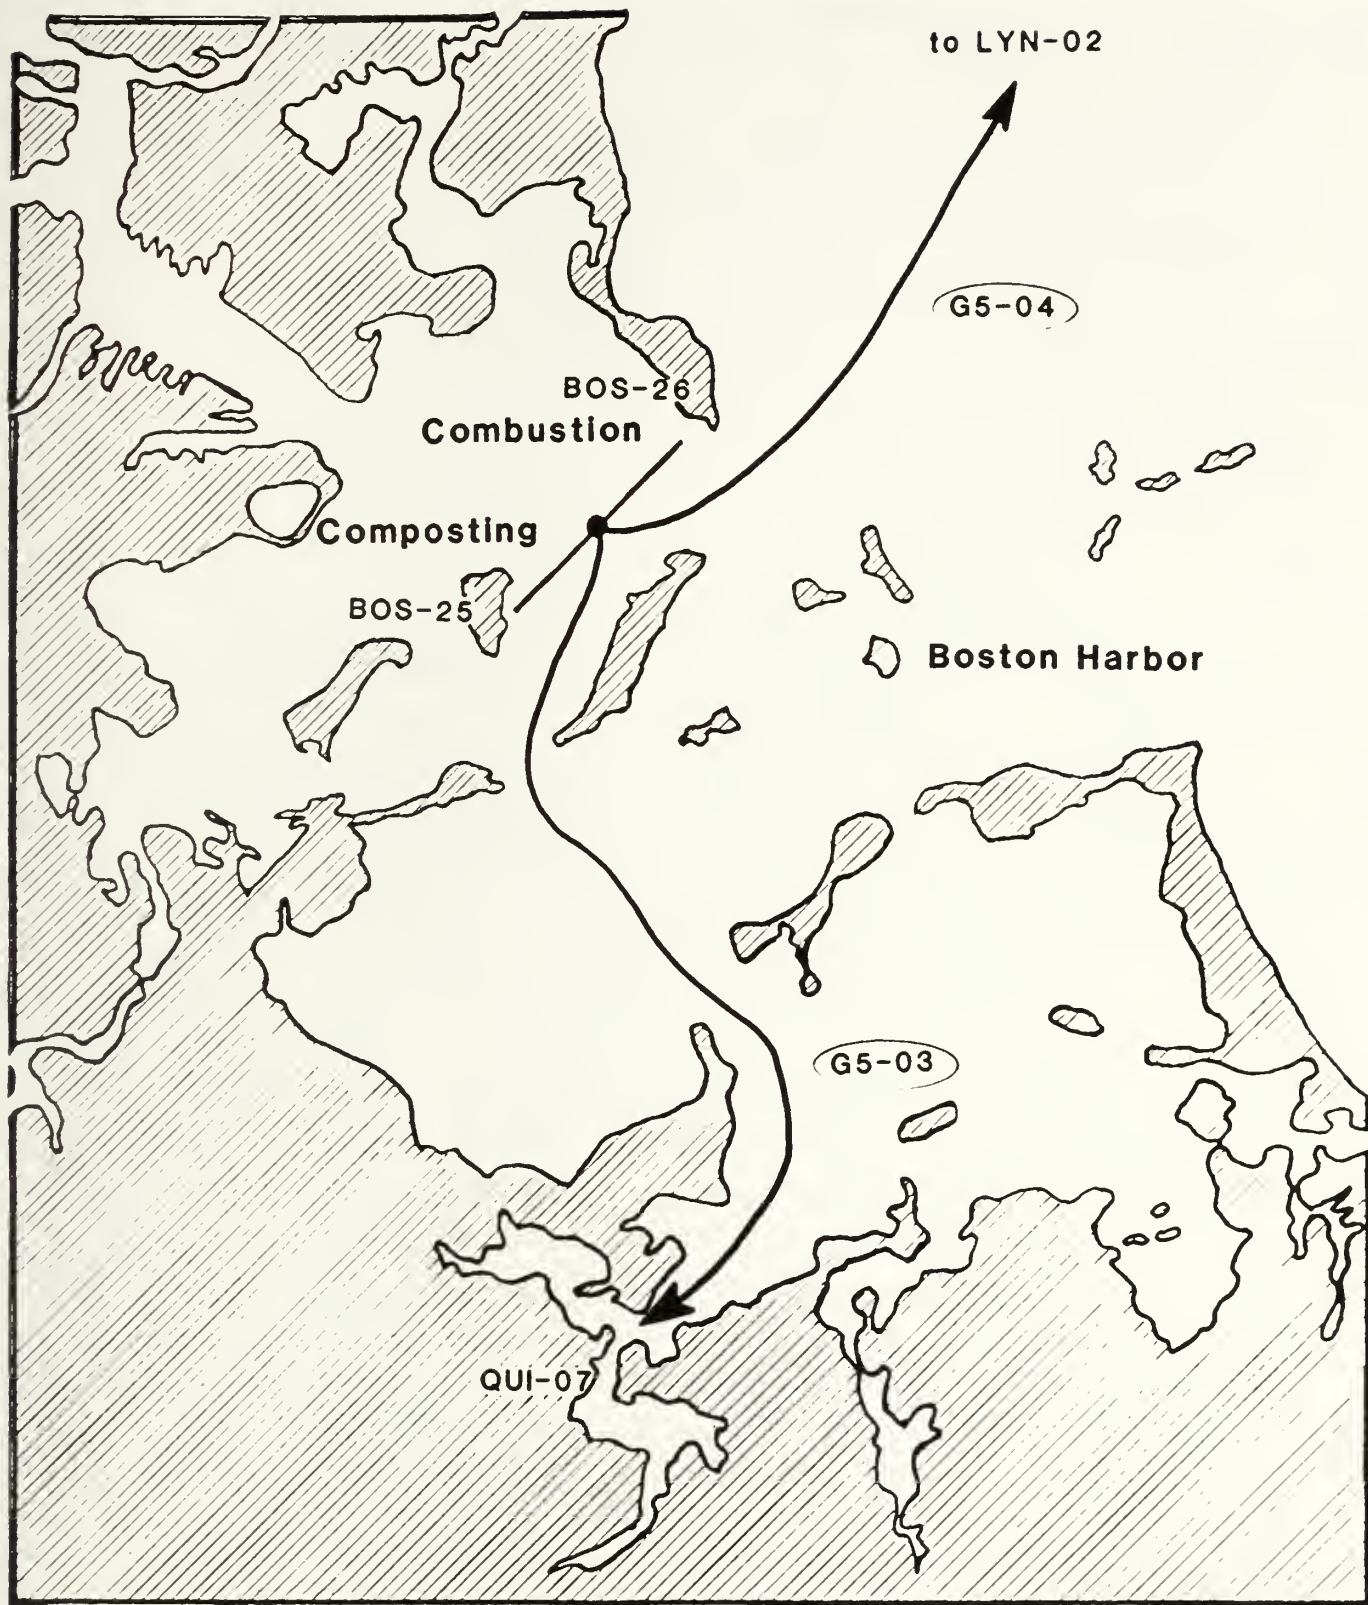 to LYN-02
G5-04
BOS-26
Combustion
Composting
BOS-25
Boston Harbor
G5-03
QUI-07